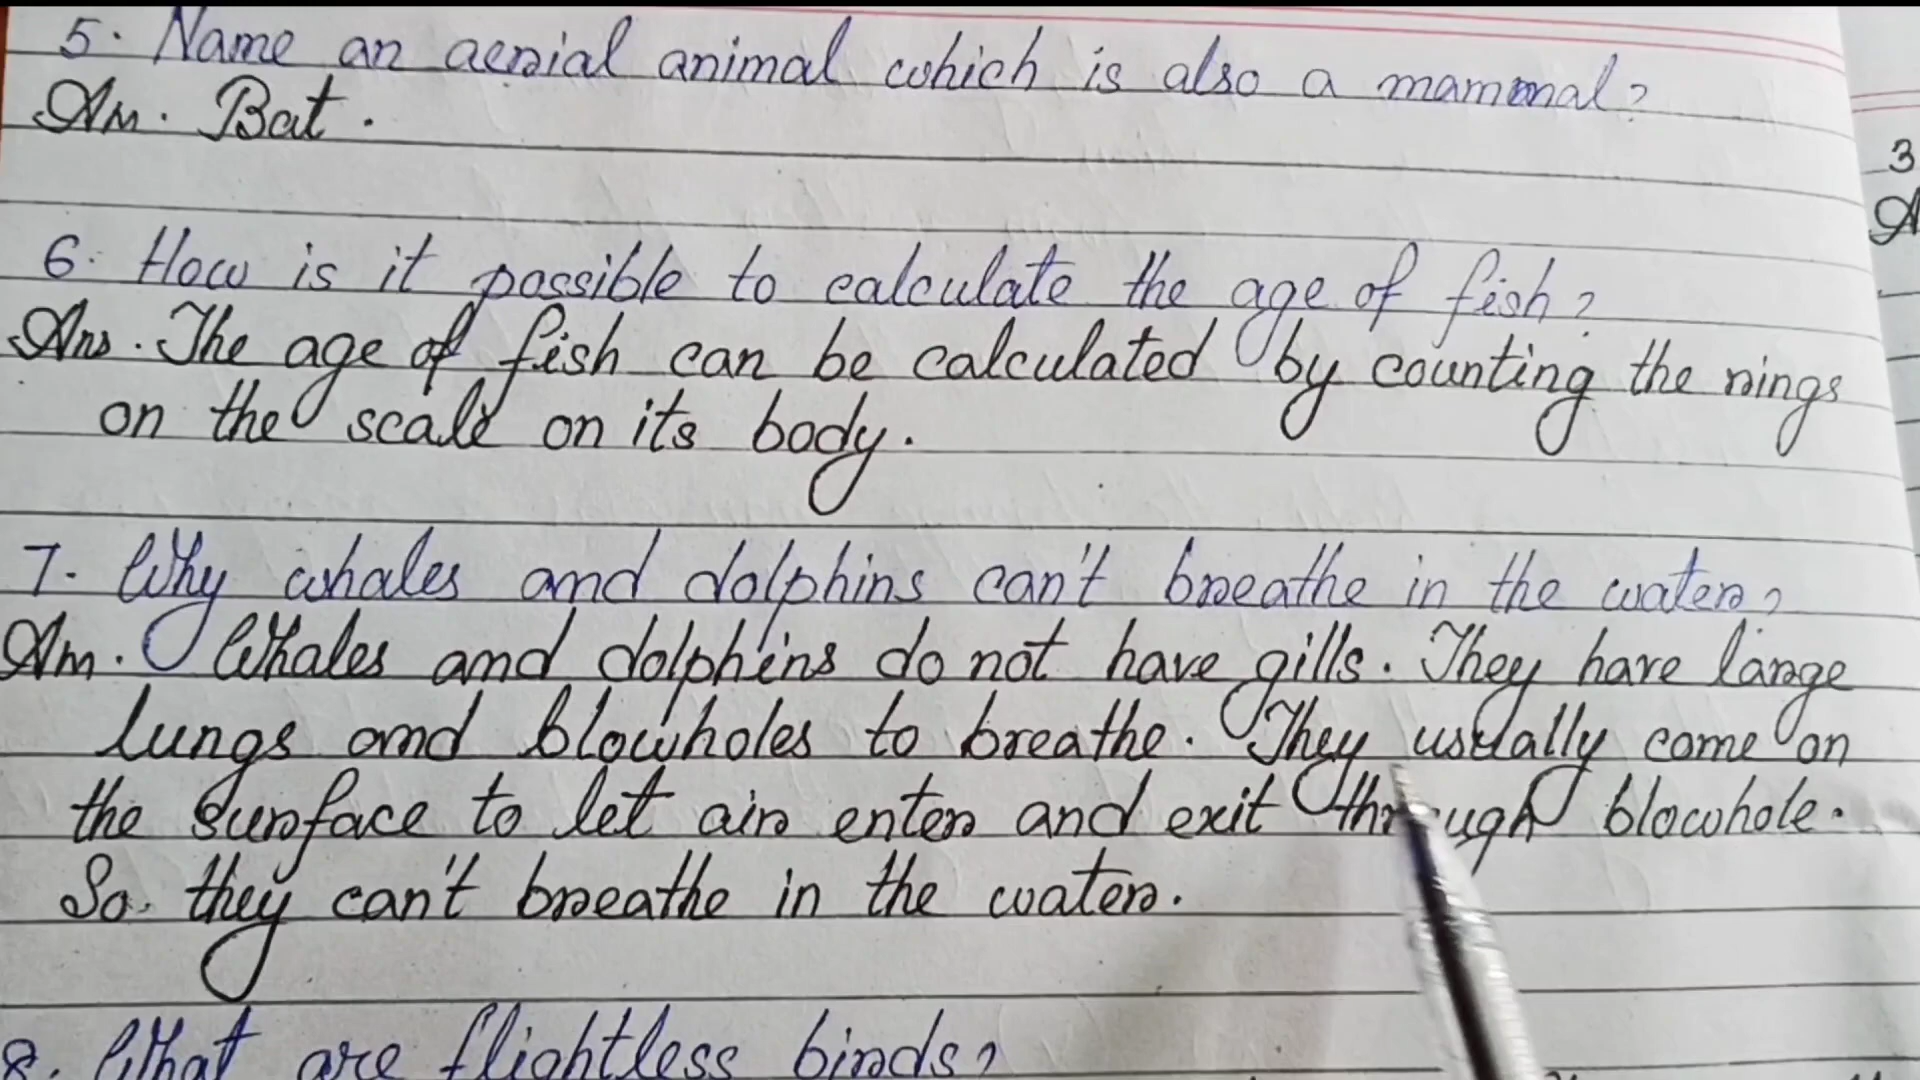 5. Name an aerial animal which is also a mammal?
Ans. Bat.
6. How is it possible to calculate the age of fish?
Ans. The age of fish can be calculated by counting the rings
on the scale on its body.
7. Why whales and dolphins can't breathe in the water?
Ans. Whales and dolphins do not have gills. They have large
lungs and blowholes to breathe. They usually come on
the surface to let air enter and exit through blowhole.
So they can't breathe in the water.
8. What are flightless birds?
3